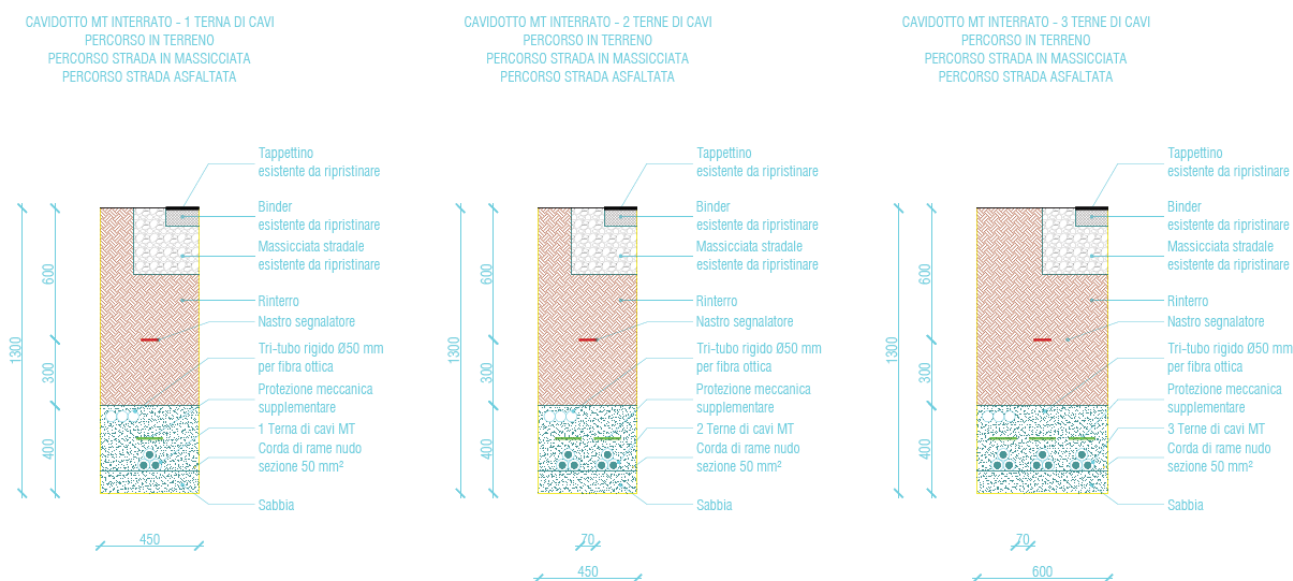 CAVIDOTTO MT INTERRATO - 1 TERNA DI CAVI
PERCORSO IN TERRENO
PERCORSO STRADA IN MASSICCIATA
PERCORSO STRADA ASFALTATA
Tappettino
esistente da ripristinare
Binder
esistente da ripristinare
Massicciata stradale
esistente da ripristinare
Rinterro
Nastro segnalatore
Tri-tubo rigido Ø50 mm
per fibra ottica
Protezione meccanica
supplementare
1 Terna di cavi MT
Corda di rame nudo
sezione 50 mm²
Sabbia
1300
600
300
400
450
CAVIDOTTO MT INTERRATO - 2 TERNE DI CAVI
PERCORSO IN TERRENO
PERCORSO STRADA IN MASSICCIATA
PERCORSO STRADA ASFALTATA
Tappettino
esistente da ripristinare
Binder
esistente da ripristinare
Massicciata stradale
esistente da ripristinare
Rinterro
Nastro segnalatore
Tri-tubo rigido Ø50 mm
per fibra ottica
Protezione meccanica
supplementare
2 Terne di cavi MT
Corda di rame nudo
sezione 50 mm²
Sabbia
1300
600
300
400
70
450
CAVIDOTTO MT INTERRATO - 3 TERNE DI CAVI
PERCORSO IN TERRENO
PERCORSO STRADA IN MASSICCIATA
PERCORSO STRADA ASFALTATA
Tappettino
esistente da ripristinare
Binder
esistente da ripristinare
Massicciata stradale
esistente da ripristinare
Rinterro
Nastro segnalatore
Tri-tubo rigido Ø50 mm
per fibra ottica
Protezione meccanica
supplementare
3 Terne di cavi MT
Corda di rame nudo
sezione 50 mm²
Sabbia
1300
600
300
400
70
600